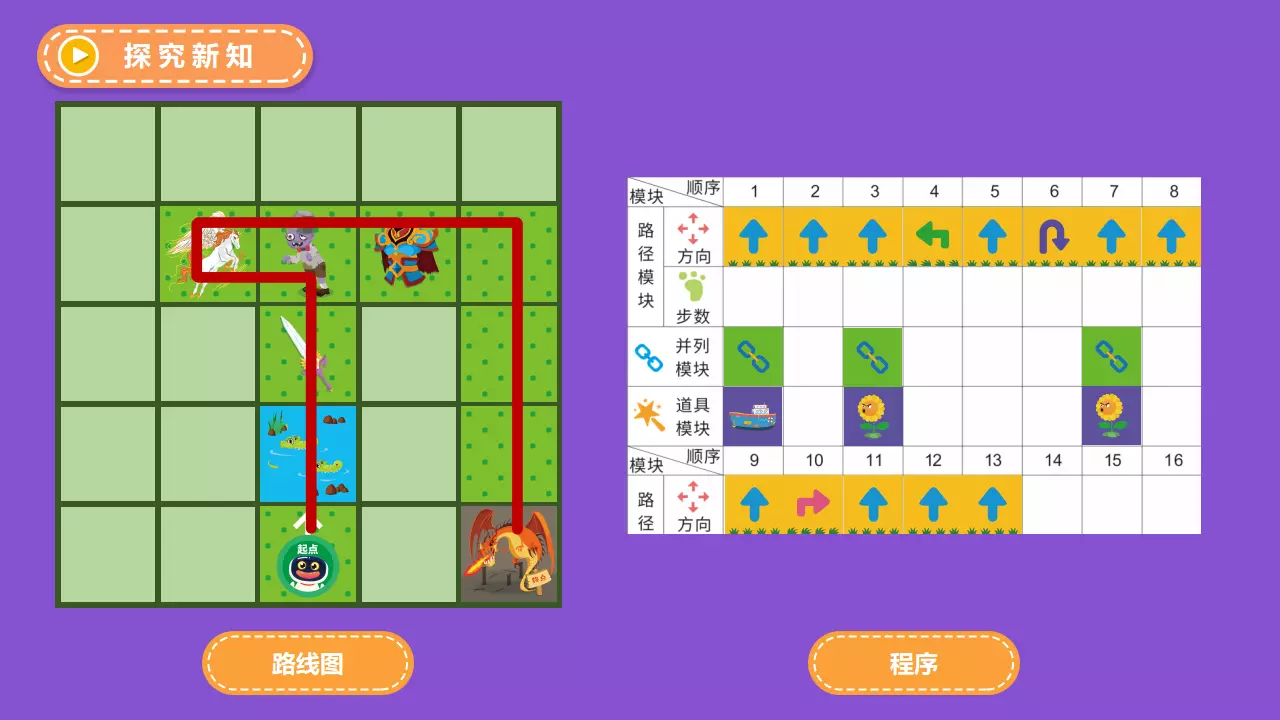 探究新知
起点
终点
路线图
模块 顺序 1 2 3 4 5 6 7 8
路径模块
方向
步数
并列模块
道具模块
模块 顺序 9 10 11 12 13 14 15 16
路径
方向
程序